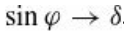 sin φ → δ.